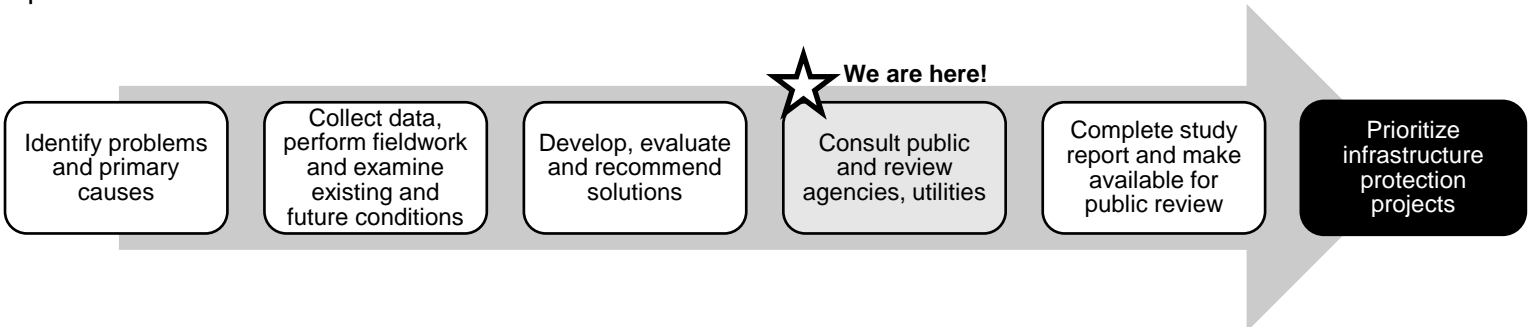 We are here!
Identify problems
and primary
causes
Collect data,
perform fieldwork
and examine
existing and
future conditions
Develop, evaluate
and recommend
solutions
Consult public
and review
agencies, utilities
Complete study
report and make
available for
public review
Prioritize
infrastructure
protection
projects